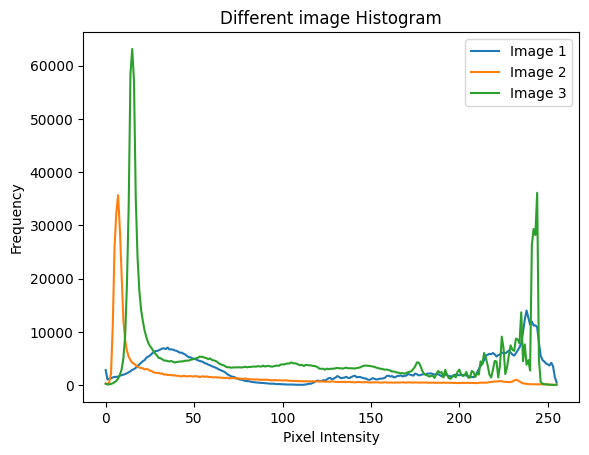 Different image Histogram
Image 1
Image 2
Image 3
60000
50000
40000
30000
20000
10000
0
Frequency
0
50
100
150
200
250
Pixel Intensity